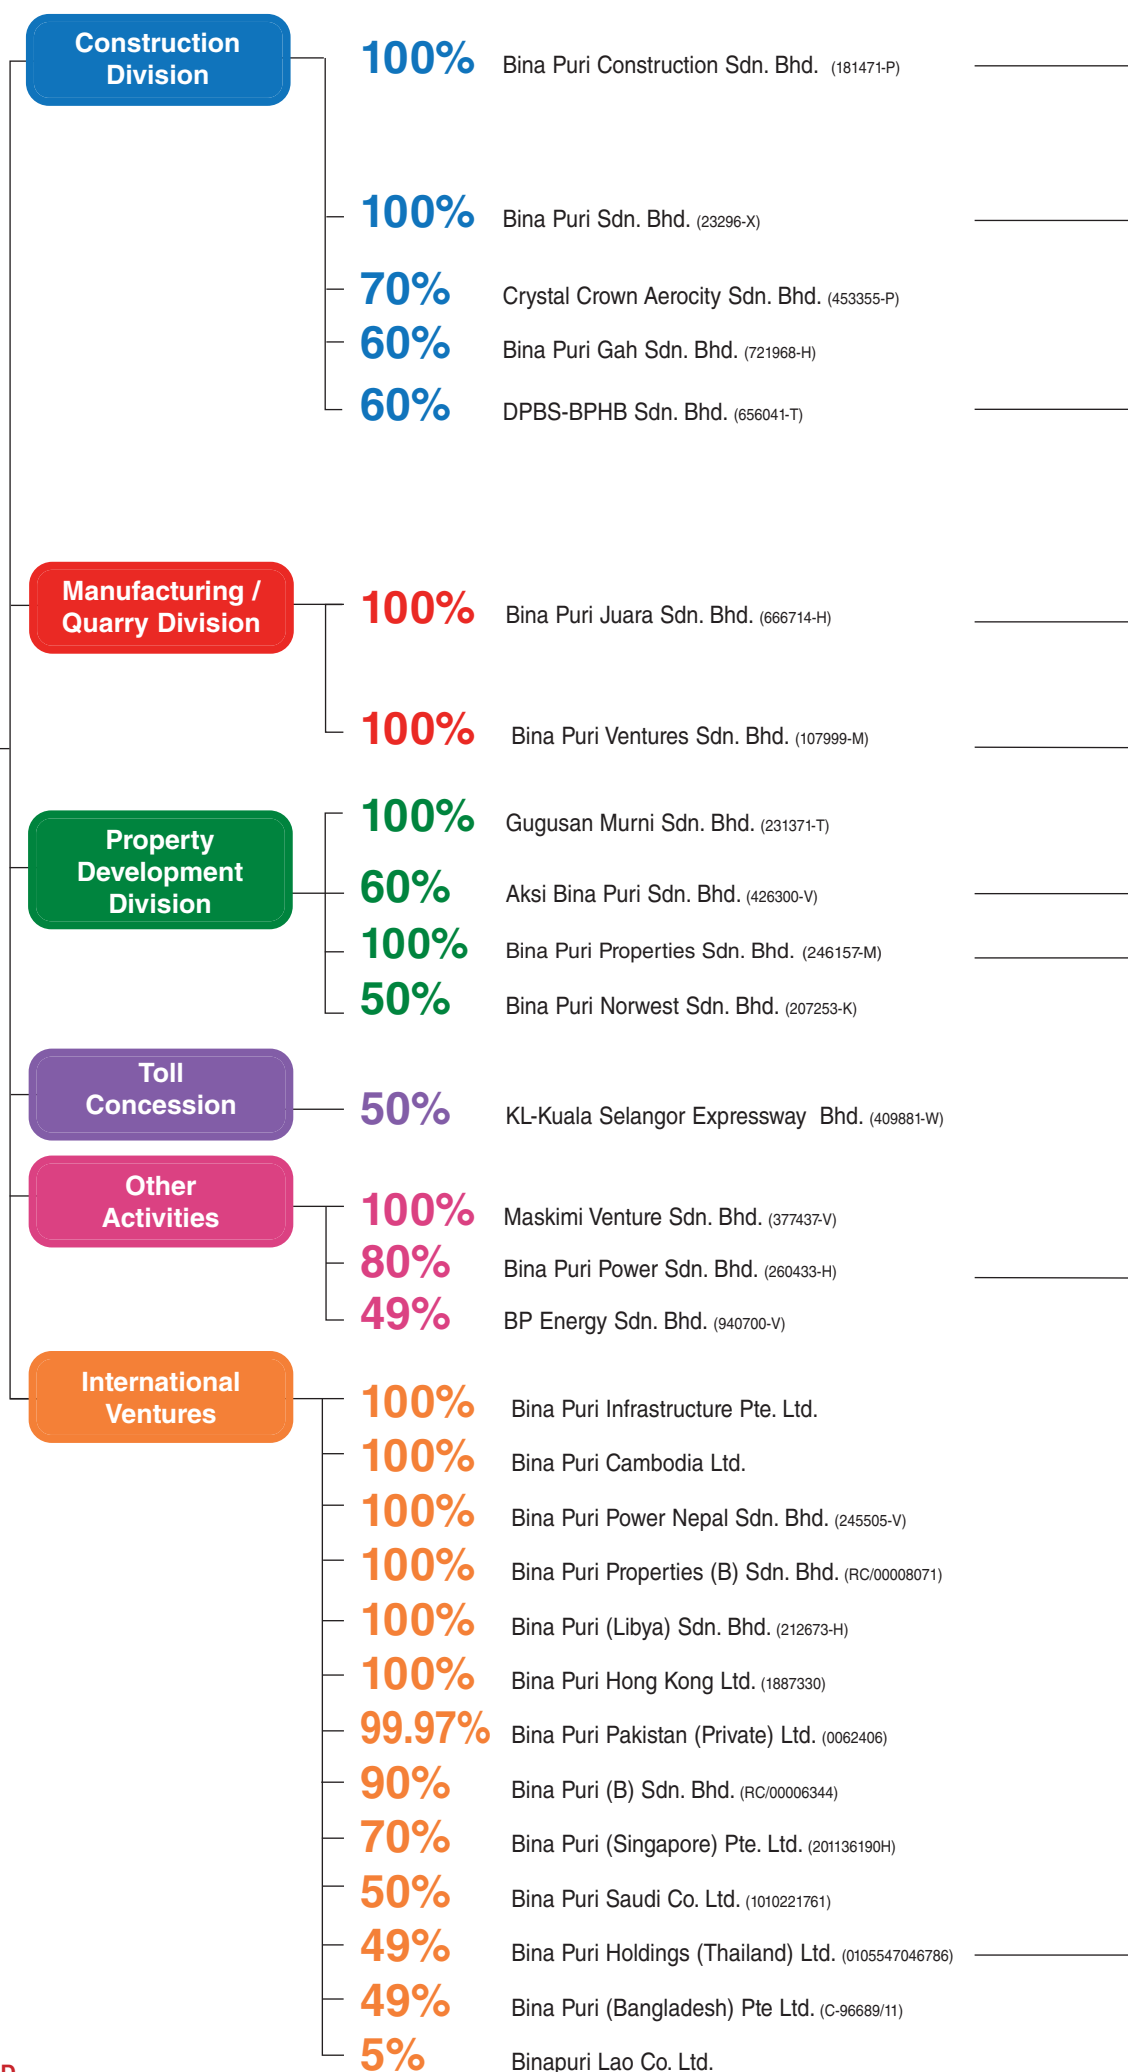 Construction
Division
100% Bina Puri Construction Sdn. Bhd. (181471-P)
100% Bina Puri Sdn. Bhd. (23296-X)
70% Crystal Crown Aerocity Sdn. Bhd. (453355-P)
60% Bina Puri Gah Sdn. Bhd. (721968-H)
60% DPBS-BPHB Sdn. Bhd. (656041-T)
Manufacturing /
Quarry Division
100% Bina Puri Juara Sdn. Bhd. (666714-H)
100% Bina Puri Ventures Sdn. Bhd. (107999-M)
Property
Development
Division
100% Gugusan Murni Sdn. Bhd. (231371-T)
60% Aksi Bina Puri Sdn. Bhd. (426300-V)
100% Bina Puri Properties Sdn. Bhd. (246157-M)
50% Bina Puri Norwest Sdn. Bhd. (207253-K)
Toll
Concession
50% KL-Kuala Selangor Expressway Bhd. (409881-W)
Other
Activities
100% Maskimi Venture Sdn. Bhd. (377437-V)
80% Bina Puri Power Sdn. Bhd. (260433-H)
49% BP Energy Sdn. Bhd. (940700-V)
International
Ventures
100% Bina Puri Infrastructure Pte. Ltd.
100% Bina Puri Cambodia Ltd.
100% Bina Puri Power Nepal Sdn. Bhd. (245505-V)
100% Bina Puri Properties (B) Sdn. Bhd. (RC/00008071)
100% Bina Puri (Libya) Sdn. Bhd. (212673-H)
100% Bina Puri Hong Kong Ltd. (1887330)
99.97% Bina Puri Pakistan (Private) Ltd. (0062406)
90% Bina Puri (B) Sdn. Bhd. (RC/00006344)
70% Bina Puri (Singapore) Pte. Ltd. (201136190H)
50% Bina Puri Saudi Co. Ltd. (1010221761)
49% Bina Puri Holdings (Thailand) Ltd. (0105547046786)
49% Bina Puri (Bangladesh) Pte Ltd. (C-96689/11)
5% Binapuri Lao Co. Ltd.